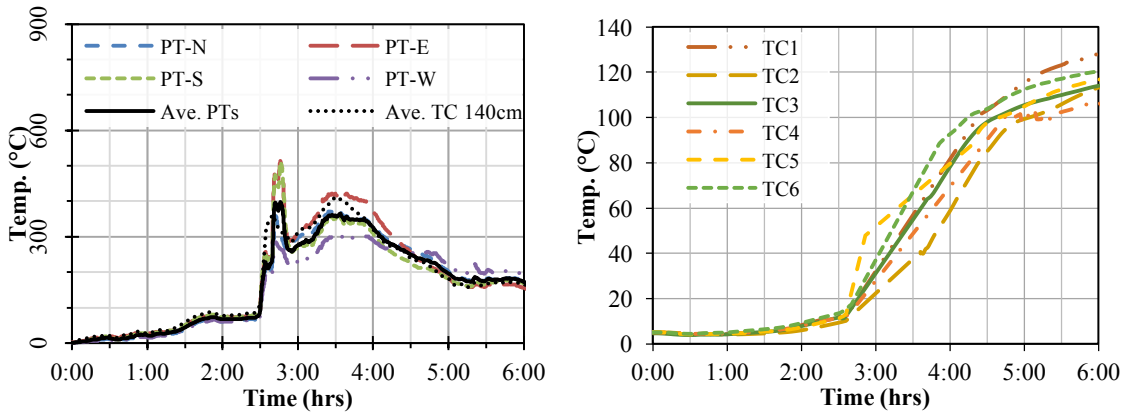 900
600
300
0
Temp. (°C)
PT-N
PT-E
PT-S
PT-W
Ave. PTs
Ave. TC 140cm
0:00 1:00 2:00 3:00 4:00 5:00 6:00
Time (hrs)
140
120
100
80
60
40
20
0
Temp. (°C)
TC1
TC2
TC3
TC4
TC5
TC6
0:00 1:00 2:00 3:00 4:00 5:00 6:00
Time (hrs)